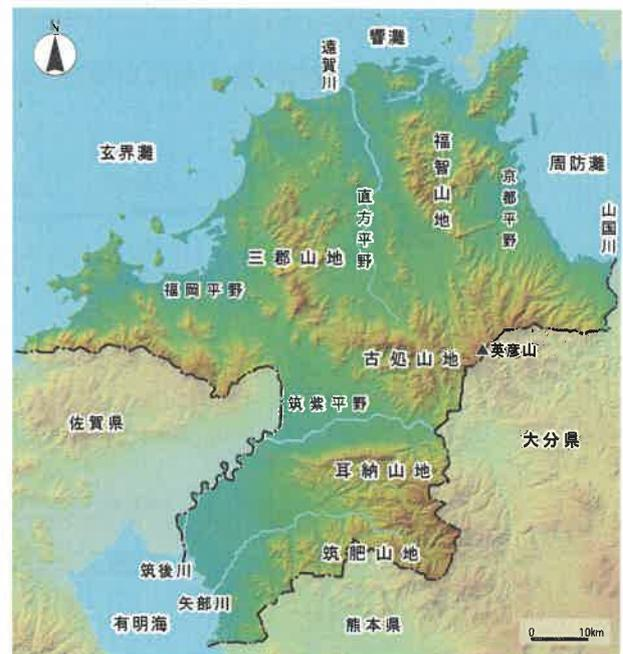 N
響灘
遠賀川
玄界灘
福智山地
周防灘
京都平野
直方平野
山国川
三郡山地
福岡平野
英彦山
古処山地
筑紫平野
佐賀県
大分県
耳納山地
筑肥山地
筑後川
矢部川
有明海
熊本県
0 10km